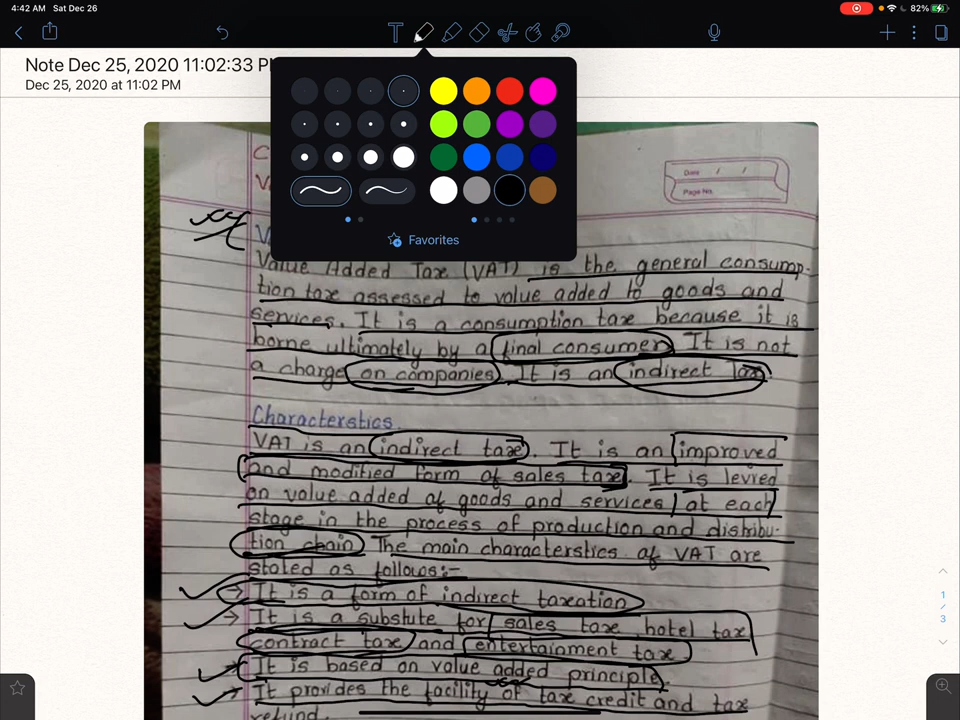 4:42 AM Sat Dec 26
82%
Note Dec 25, 2020 11:02:33 P
Dec 25, 2020 at 11:02 PM
Favorites
Date / /
Page No.
Value Added Tax (VAT) is the general consump-
tion tax assessed to value added to goods and
services. It is a consumption tax because it is
borne ultimately by a final consumer. It is not
a charge on companies. It is an indirect tax.
Characterstics.
VAT is an indirect tax. It is an improved
and modified form of sales tax. It is levied
on value added of goods and services at each
stage in the process of production and distribu-
tion chain. The main characterstics of VAT are
stated as follows:-
→ It is a form of indirect taxation
→ It is a substute for sales tax, hotel tax
contract tax and entertainment tax
→ It is based on value added principle.
→ It provides the facility of tax credit and tax
refund.
1
/
3